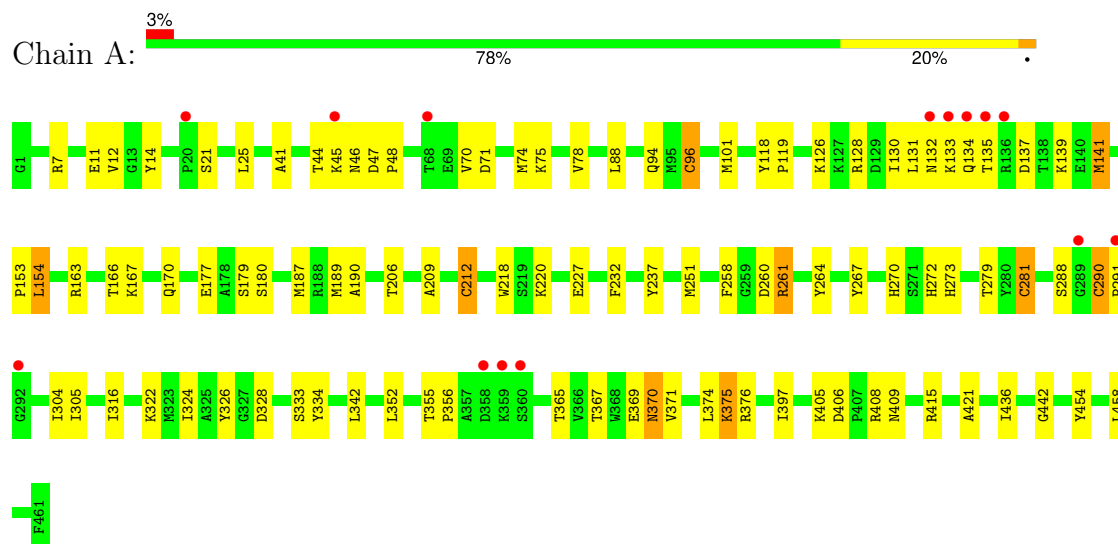 3%
Chain A:
78% 20% •
G1 R7 E11 V12 G13 Y14 P20 S21 L25 A41 T44 K45 N46 D47 P48 T68 E69 V70 D71 M74 K75 V78 L88 Q94 M95 C96 M101 Y118 P119 K126 K127 R128 D129 I130 L131 N132 K133 Q134 T135 R136 D137 T138 K139 E140 M141
P153 L154 R163 T166 K167 Q170 E177 A178 S179 S180 M187 R188 M189 A190 T206 A209 C212 W218 S219 K220 E227 F232 Y237 M251 F258 G259 D260 R261 Y264 Y267 H270 S271 H272 H273 T279 Y280 C281 S288 G289 C290
G292 I304 I305 I316 K322 M323 I324 A325 Y326 G327 D328 S333 Y334 L342 L352 T355 P356 A357 D358 K359 S360 T365 V366 T367 W368 E369 N370 V371 L374 K375 R376 I397 K405 D406 P407 R408 N409 R415 A421 I436 G442 Y454
F461